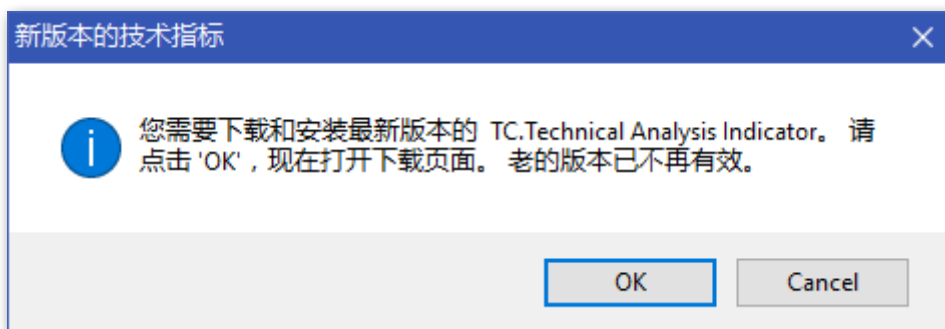 新版本的技术指标
您需要下载和安装最新版本的 TC.Technical Analysis Indicator。 请
点击 'OK'，现在打开下载页面。 老的版本已不再有效。
OK
Cancel